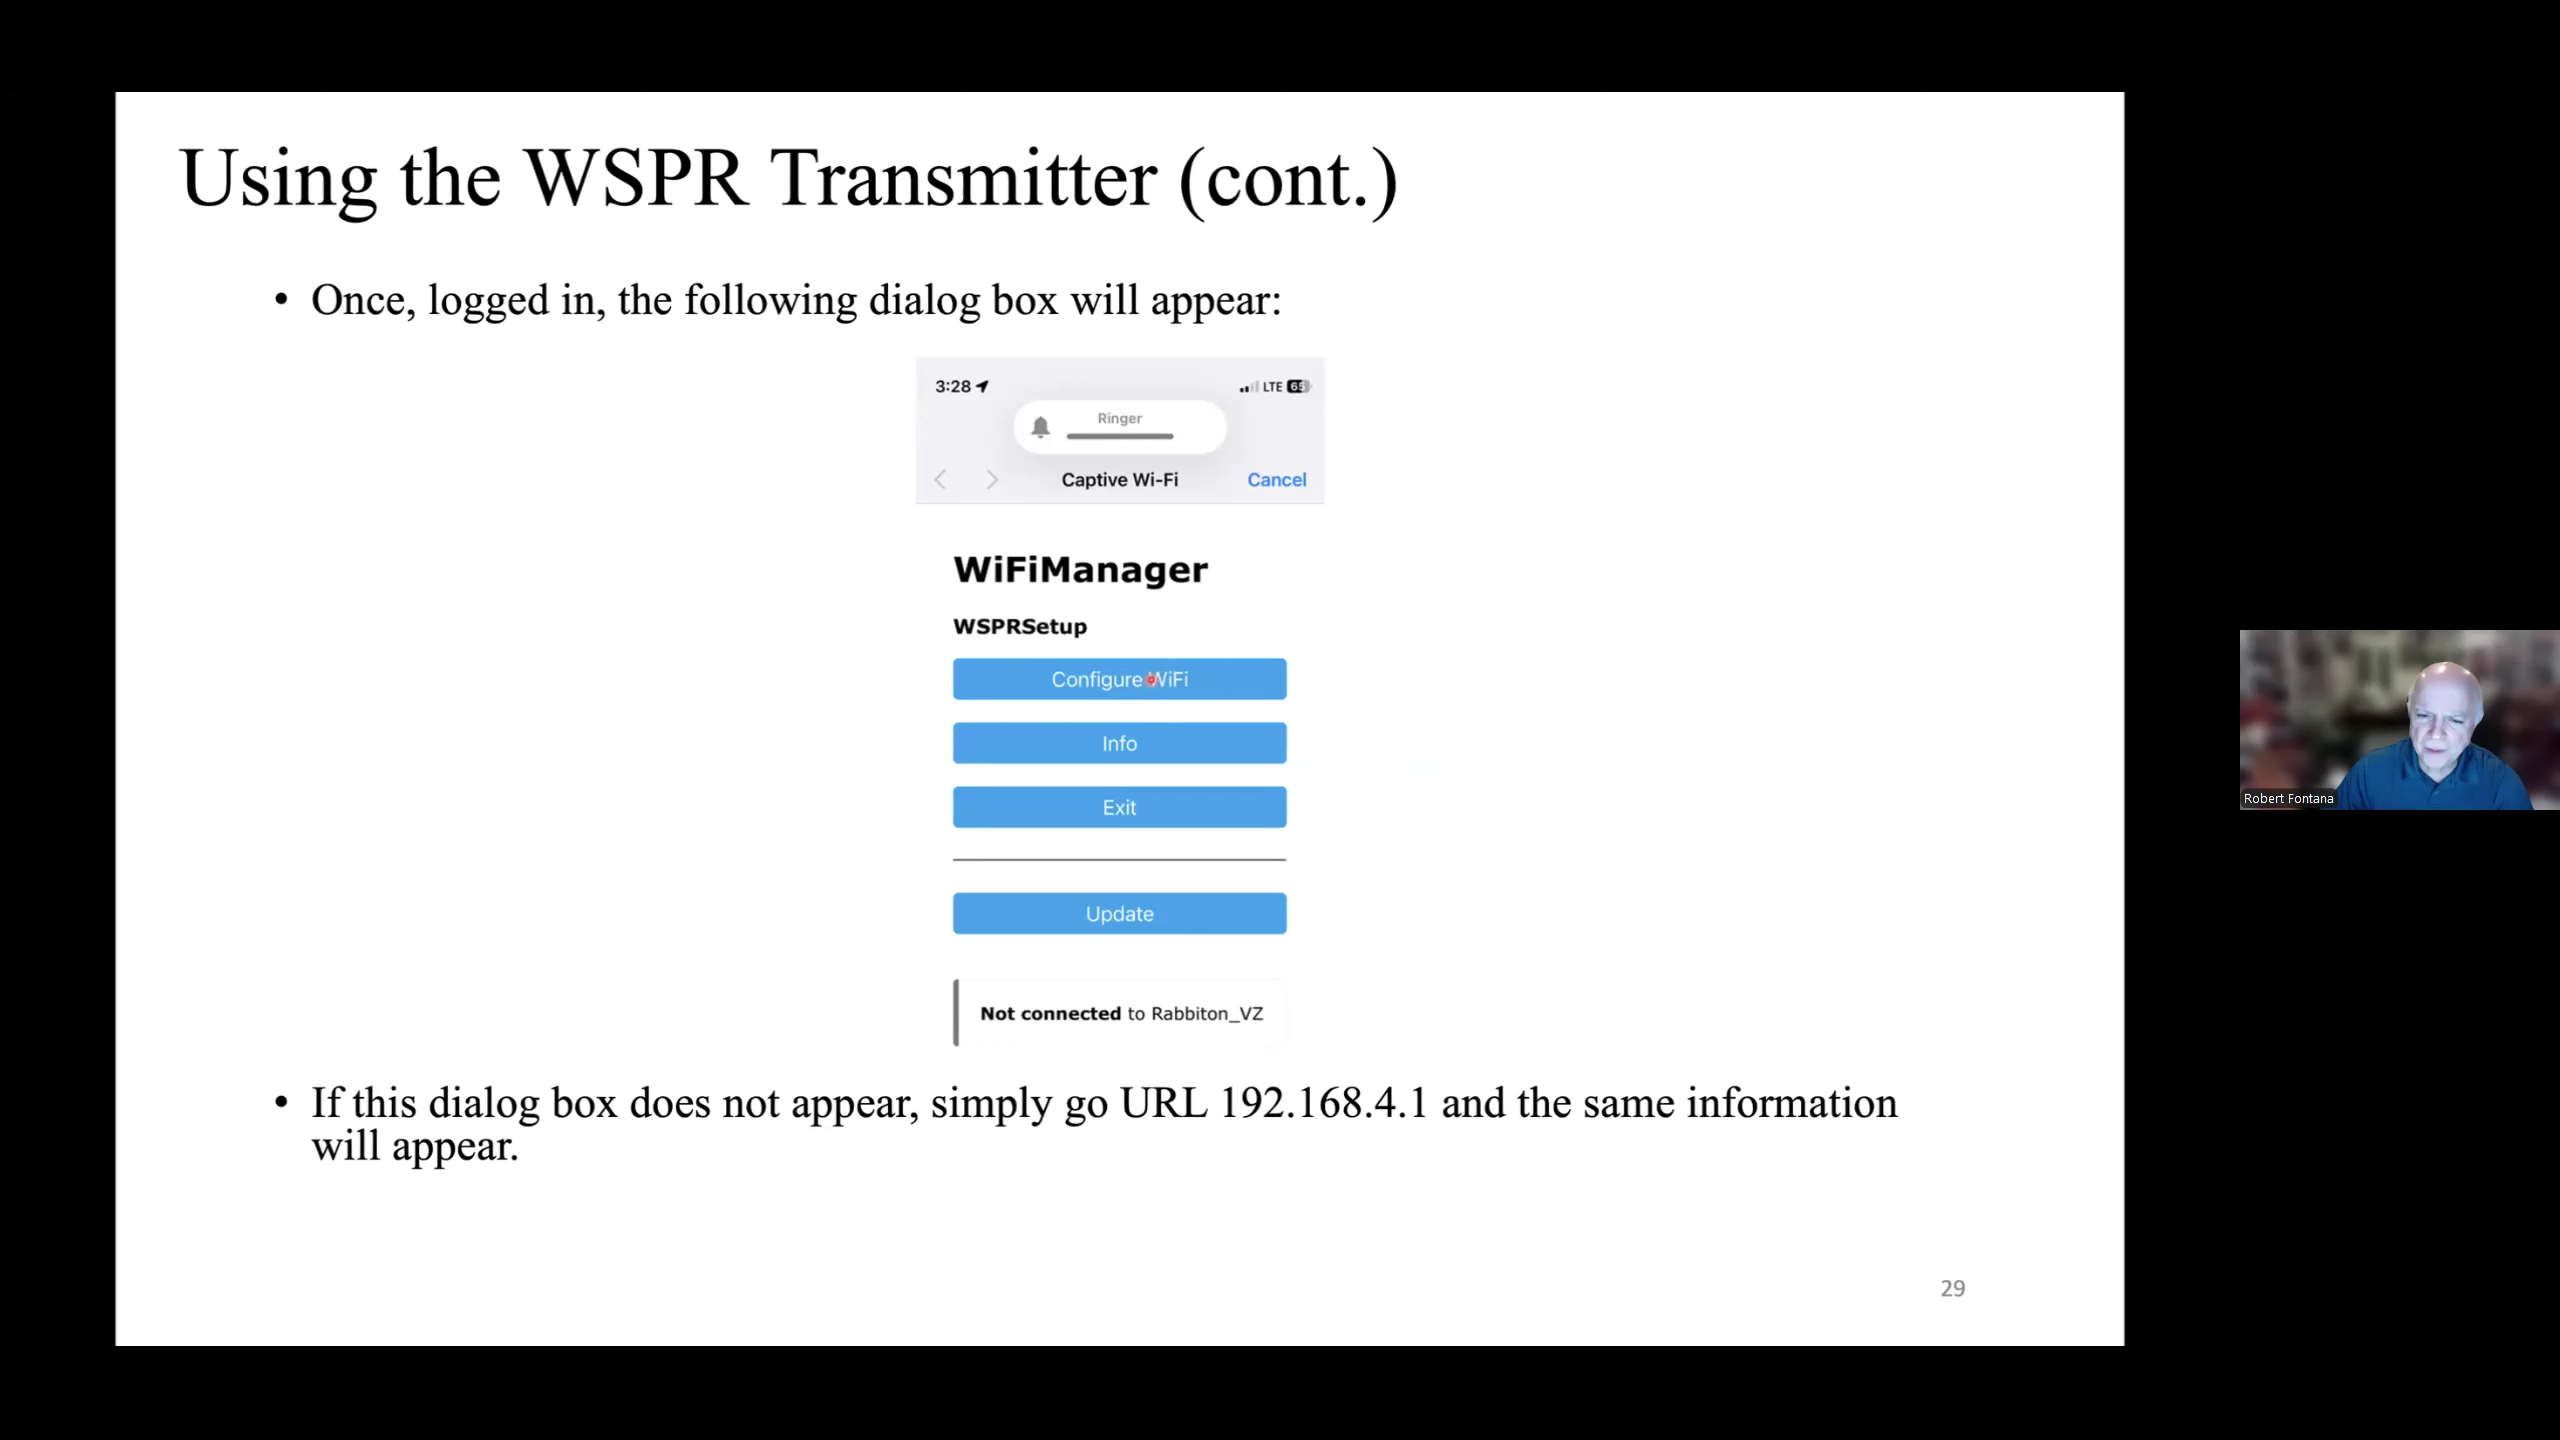 Using the WSPR Transmitter (cont.)
• Once, logged in, the following dialog box will appear:
3:28
LTE 65
Ringer
Captive Wi-Fi
Cancel
WiFiManager
WSPRSetup
Configure WiFi
Info
Exit
Update
Not connected to Rabbiton_VZ
Robert Fontana
• If this dialog box does not appear, simply go URL 192.168.4.1 and the same information
will appear.
29